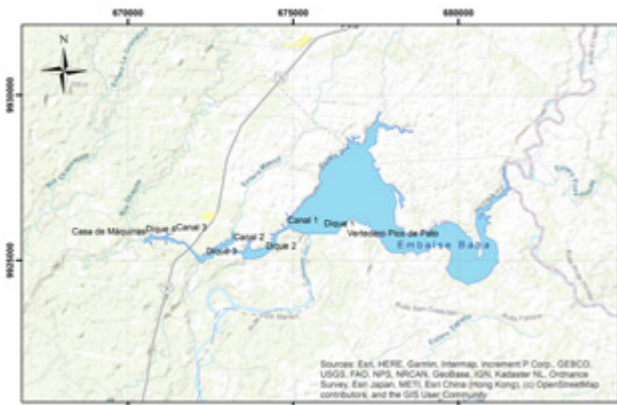 670000 675000 680000
N
9930000
9925000
Canal 1
Dique 1
Casa de Máquinas
Dique 4
Canal 3
Canal 2
Vertedero Pico de Pato
Dique 3
Dique 2
Embalse Baba
Sources: Esri, HERE, Garmin, Intermap, increment P Corp., GEBCO,
USGS, FAO, NPS, NRCAN, GeoBase, IGN, Kadaster NL, Ordnance
Survey, Esri Japan, METI, Esri China (Hong Kong), (c) OpenStreetMap
contributors, and the GIS User Community